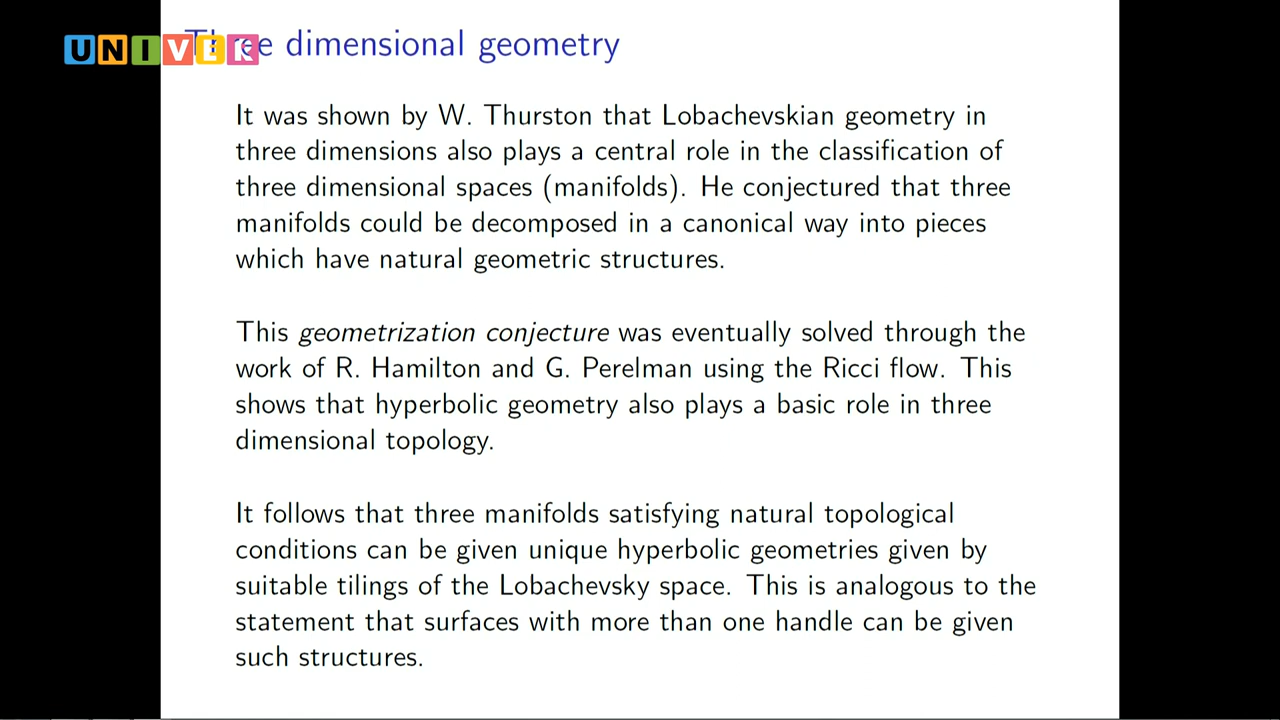 UNIVER
Three dimensional geometry
It was shown by W. Thurston that Lobachevskian geometry in
three dimensions also plays a central role in the classification of
three dimensional spaces (manifolds). He conjectured that three
manifolds could be decomposed in a canonical way into pieces
which have natural geometric structures.
This geometrization conjecture was eventually solved through the
work of R. Hamilton and G. Perelman using the Ricci flow. This
shows that hyperbolic geometry also plays a basic role in three
dimensional topology.
It follows that three manifolds satisfying natural topological
conditions can be given unique hyperbolic geometries given by
suitable tilings of the Lobachevsky space. This is analogous to the
statement that surfaces with more than one handle can be given
such structures.